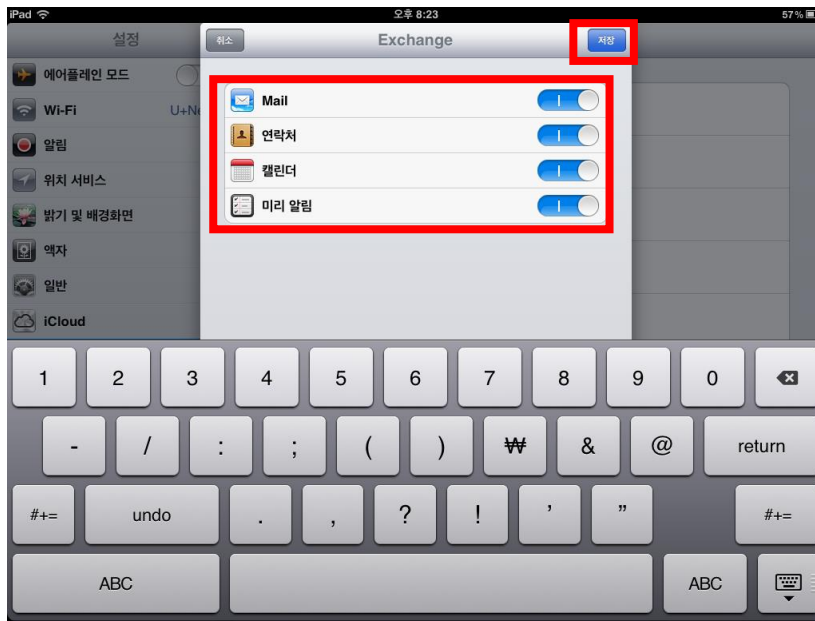 iPad 오후 8:23 57%
설정 취소 Exchange 저장
에어플레인 모드
Wi-Fi U+Ne
알림
위치 서비스
밝기 및 배경화면
액자
일반
iCloud
Mail
연락처
캘린더
미리 알림
1 2 3 4 5 6 7 8 9 0
- / : ; ( ) ₩ & @ return
#+= undo . , ? ! ’ ” #+=
ABC ABC